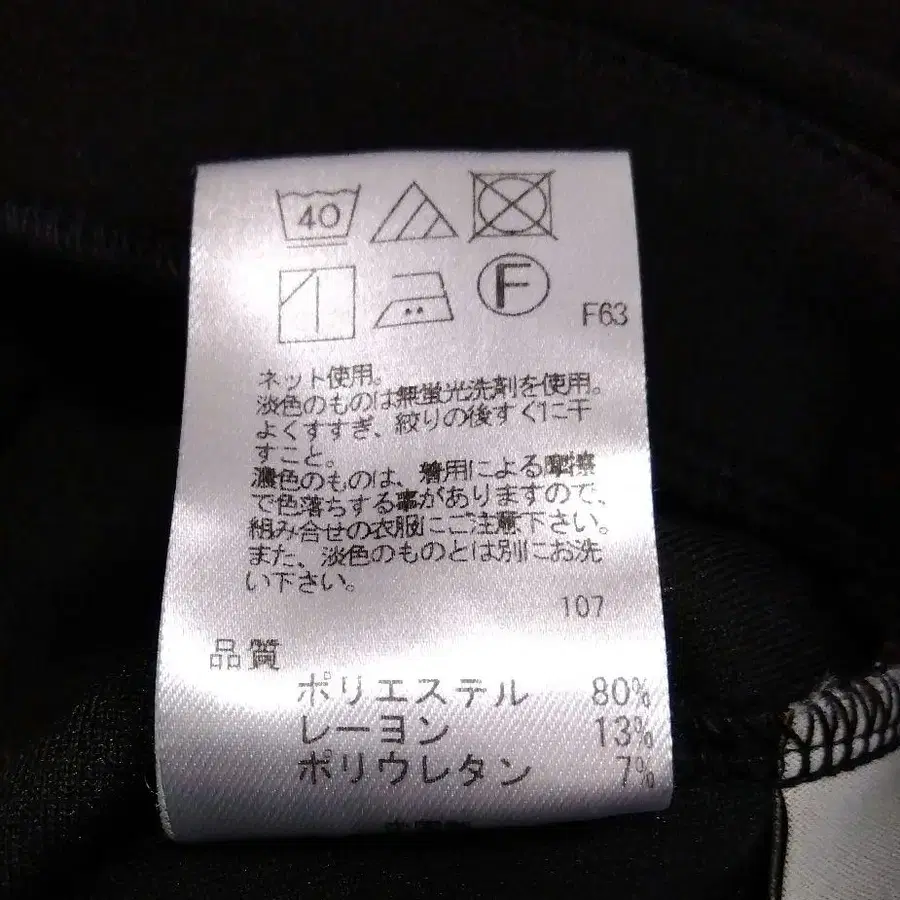 40
F
F63
ネット使用。
淡色のものは無蛍光洗剤を使用。
よくすすぎ、絞りの後すぐに干
すこと。
濃色のものは、着用による摩擦
で色落ちする事がありますので、
組み合せの衣服にご注意下さい。
また、淡色のものとは別にお洗
い下さい。
107
品質
ポリエステル 80%
レーヨン 13%
ポリウレタン 7%